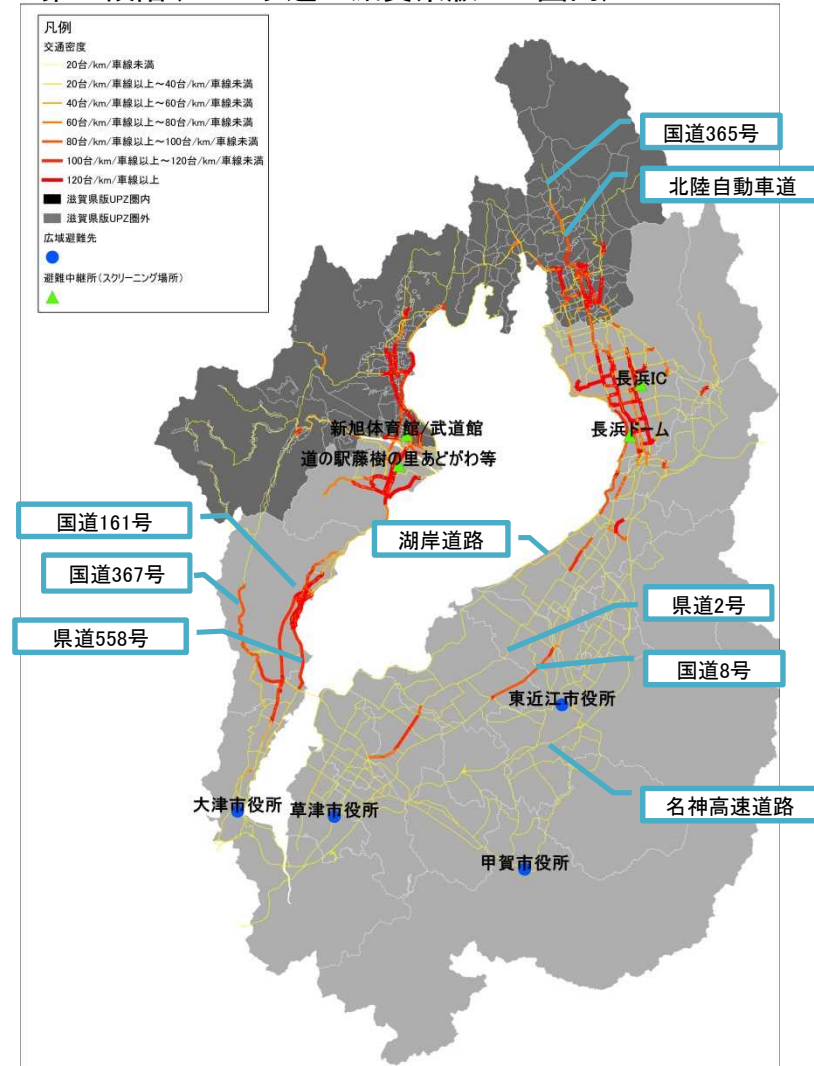 凡例
交通密度
20台/km/車線未満
20台/km/車線以上～40台/km/車線未満
40台/km/車線以上～60台/km/車線未満
60台/km/車線以上～80台/km/車線未満
80台/km/車線以上～100台/km/車線未満
100台/km/車線以上～120台/km/車線未満
120台/km/車線以上
滋賀県版UPZ圏内
滋賀県版UPZ圏外
広域避難先
避難中継所(スクリーニング場所)
国道365号
北陸自動車道
長浜IC
新旭体育館/武道館
長浜ドーム
道の駅藤樹の里あどがわ等
国道161号
湖岸道路
国道367号
県道2号
県道558号
国道8号
東近江市役所
名神高速道路
大津市役所
草津市役所
甲賀市役所